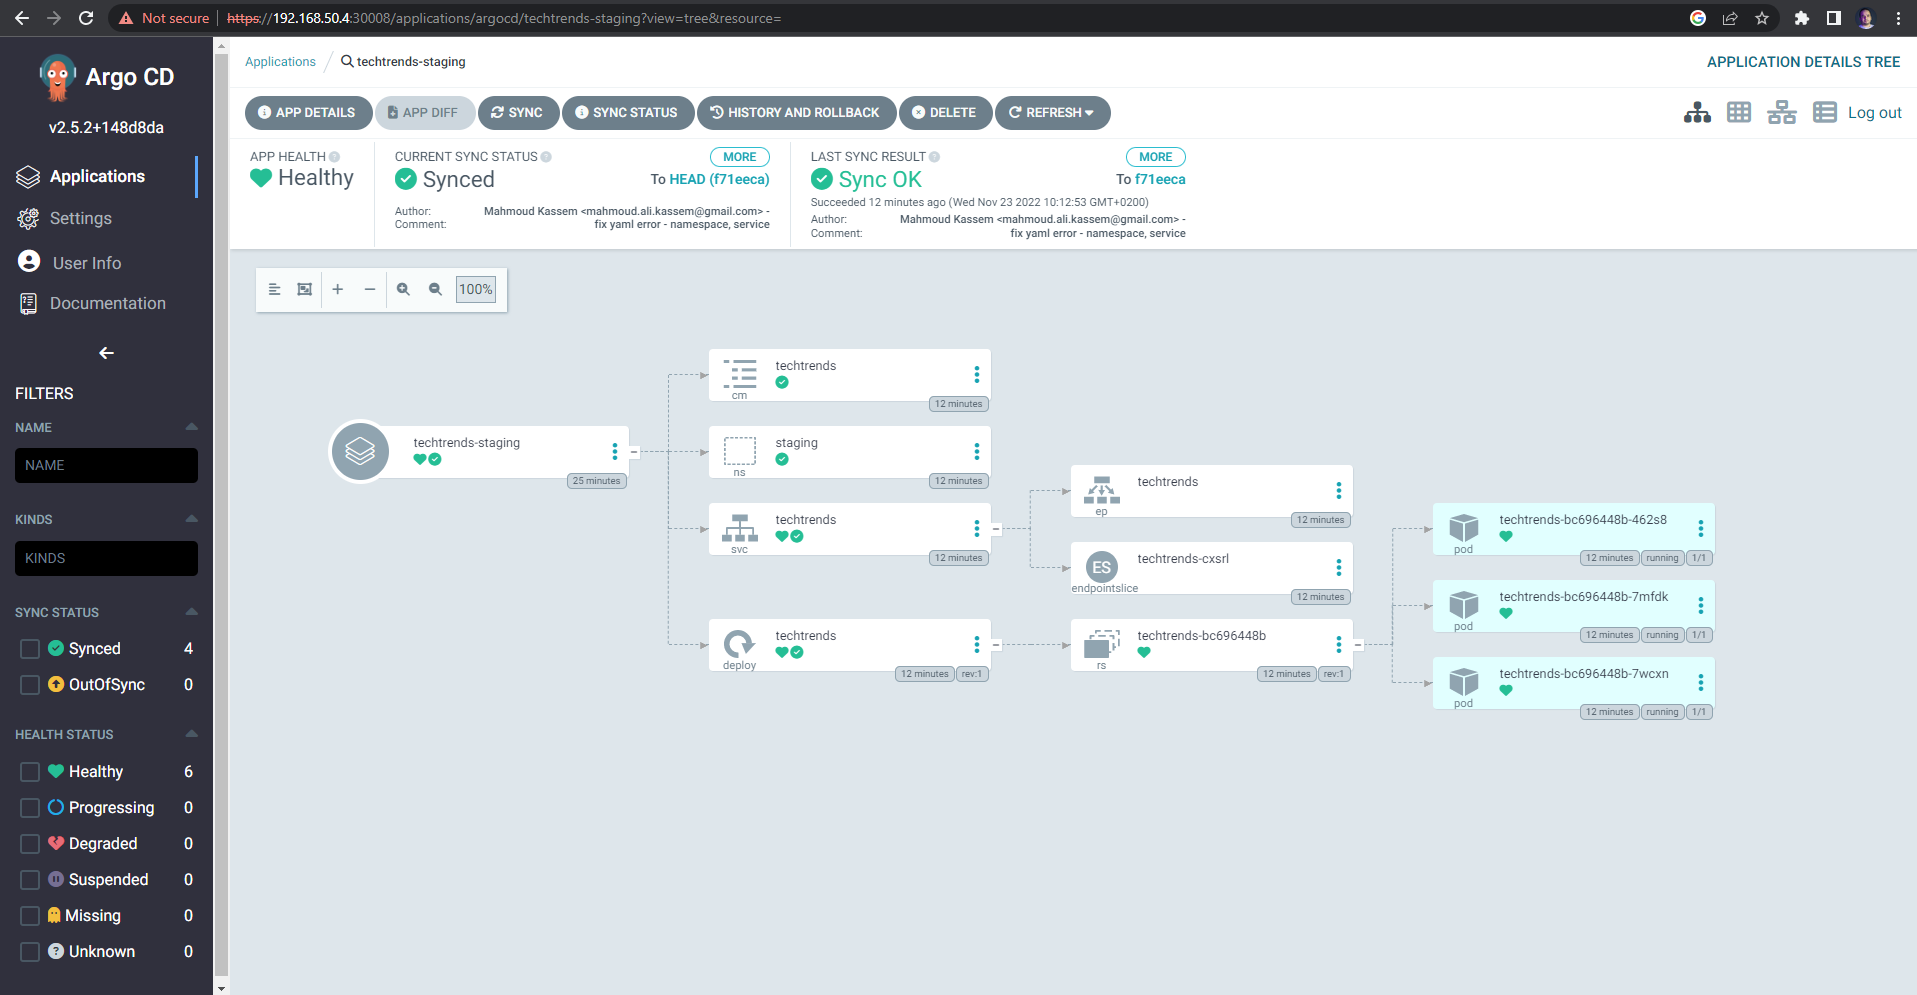 Not secure
https://192.168.50.4:30008/applications/argocd/techtrends-staging?view=tree&resource=
Argo CD
v2.5.2+148d8da
Applications
Settings
User Info
Documentation
FILTERS
NAME
NAME
KINDS
KINDS
SYNC STATUS
Synced 4
OutOfSync 0
HEALTH STATUS
Healthy 6
Progressing 0
Degraded 0
Suspended 0
Missing 0
Unknown 0
Applications / techtrends-staging
APPLICATION DETAILS TREE
APP DETAILS APP DIFF SYNC SYNC STATUS HISTORY AND ROLLBACK DELETE REFRESH
Log out
APP HEALTH
Healthy
CURRENT SYNC STATUS MORE
Synced To HEAD (f71eeca)
Author: Mahmoud Kassem <mahmoud.ali.kassem@gmail.com> -
Comment: fix yaml error - namespace, service
LAST SYNC RESULT MORE
Sync OK To f71eeca
Succeeded 12 minutes ago (Wed Nov 23 2022 10:12:53 GMT+0200)
Author: Mahmoud Kassem <mahmoud.ali.kassem@gmail.com> -
Comment: fix yaml error - namespace, service
100%
techtrends-staging
25 minutes
techtrends
cm
12 minutes
staging
ns
12 minutes
techtrends
svc
12 minutes
techtrends
deploy
12 minutes rev:1
techtrends
ep
12 minutes
ES
techtrends-cxsrl
endpointslice
12 minutes
techtrends-bc696448b
rs
12 minutes rev:1
techtrends-bc696448b-462s8
pod
12 minutes running 1/1
techtrends-bc696448b-7mfdk
pod
12 minutes running 1/1
techtrends-bc696448b-7wcxn
pod
12 minutes running 1/1